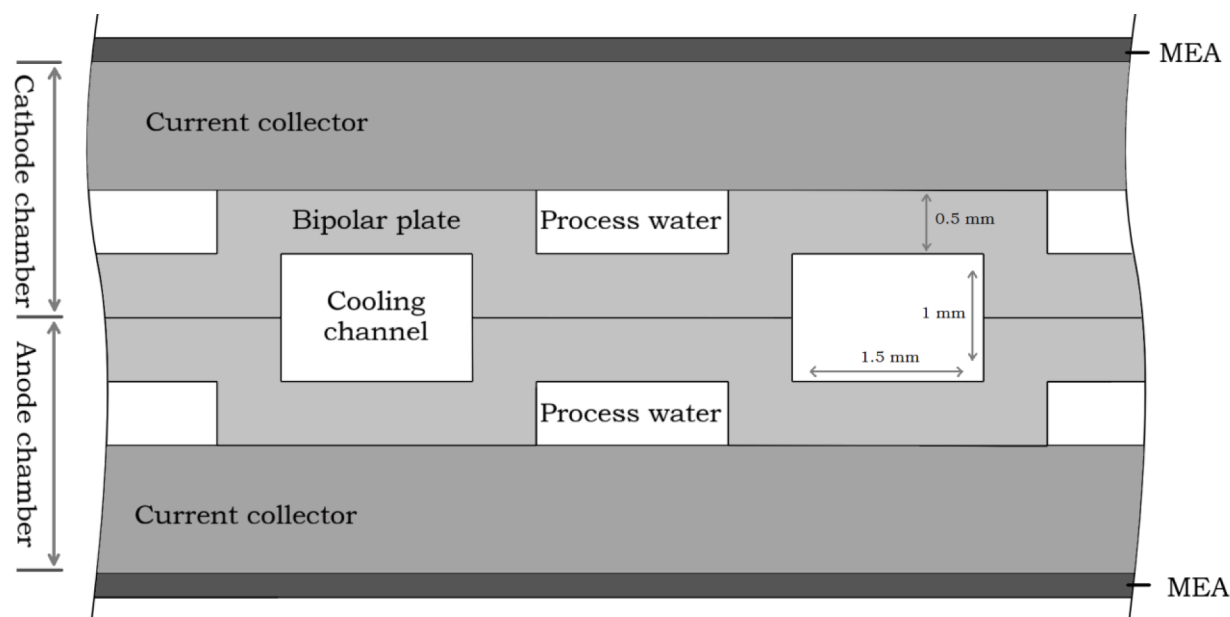 MEA
Cathode chamber
Current collector
Bipolar plate
Process water
0.5 mm
Cooling
channel
1 mm
1.5 mm
Anode chamber
Process water
Current collector
MEA